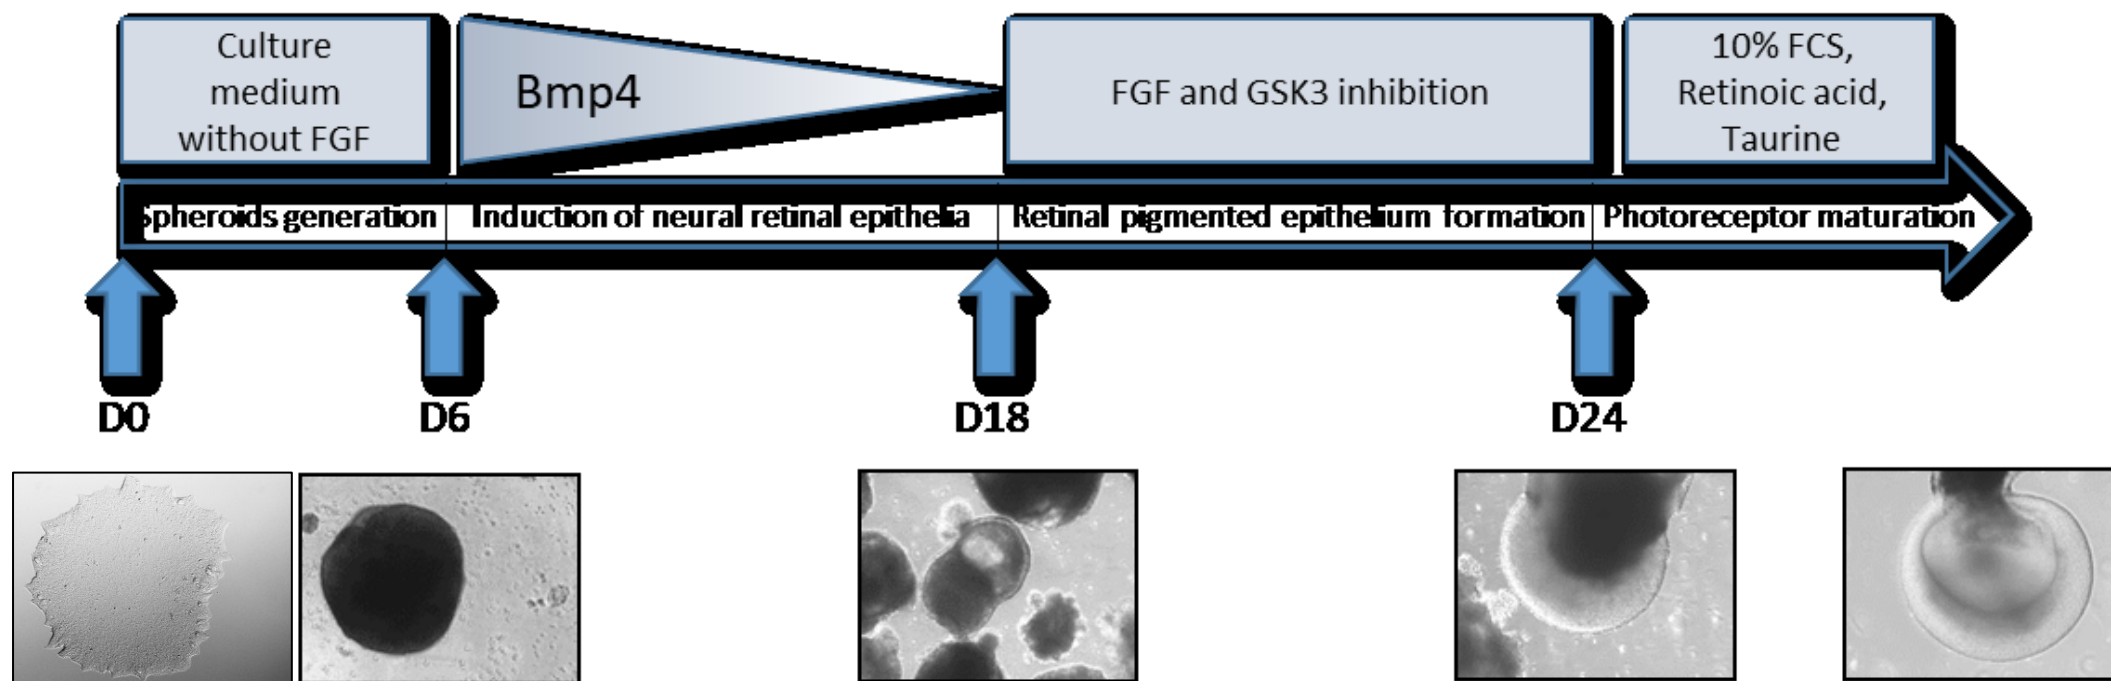 Culture
medium
without FGF
Bmp4
FGF and GSK3 inhibition
10% FCS,
Retinoic acid,
Taurine
Spheroids generation
Induction of neural retinal epithelia
Retinal pigmented epithelium formation
Photoreceptor maturation
D0
D6
D18
D24